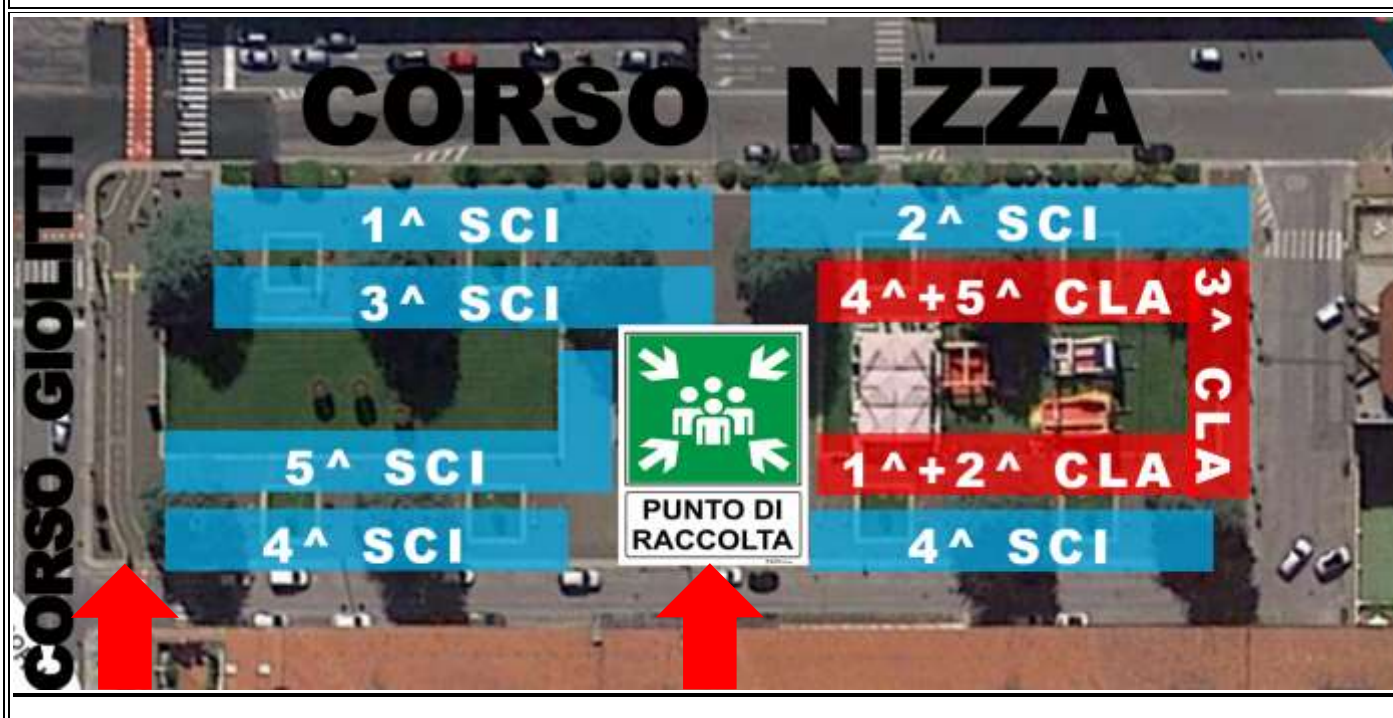 CORSO NIZZA
CORSO GIOLITTI
1^ SCI
2^ SCI
3^ SCI
4^+5^ CLA
3^ CLA
5^ SCI
1^+2^ CLA
PUNTO DI
RACCOLTA
4^ SCI
4^ SCI